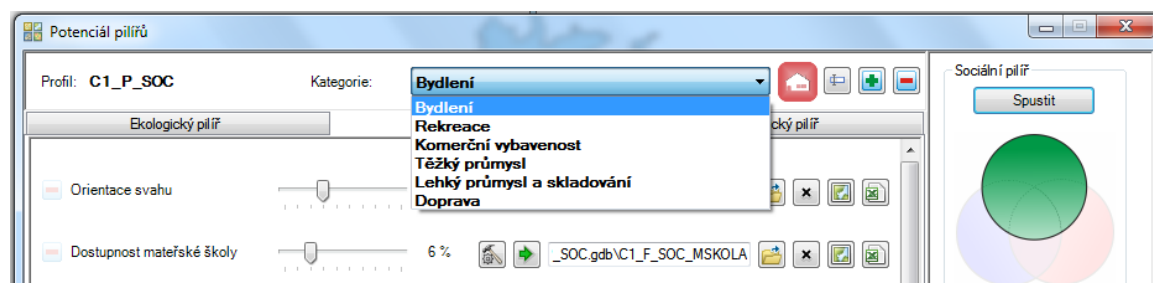 Potenciál pilířů
Profil: C1_P_SOC Kategorie: Bydlení
Sociální pilíř
Spustit
Bydlení
Rekreace
Komerční vybavenost
Těžký průmysl
Lehký průmysl a skladování
Doprava
Ekologický pilíř cký pilíř
Orientace svahu
Dostupnost mateřské školy 6 % _SOC.gdb\C1_F_SOC_MSKOLA